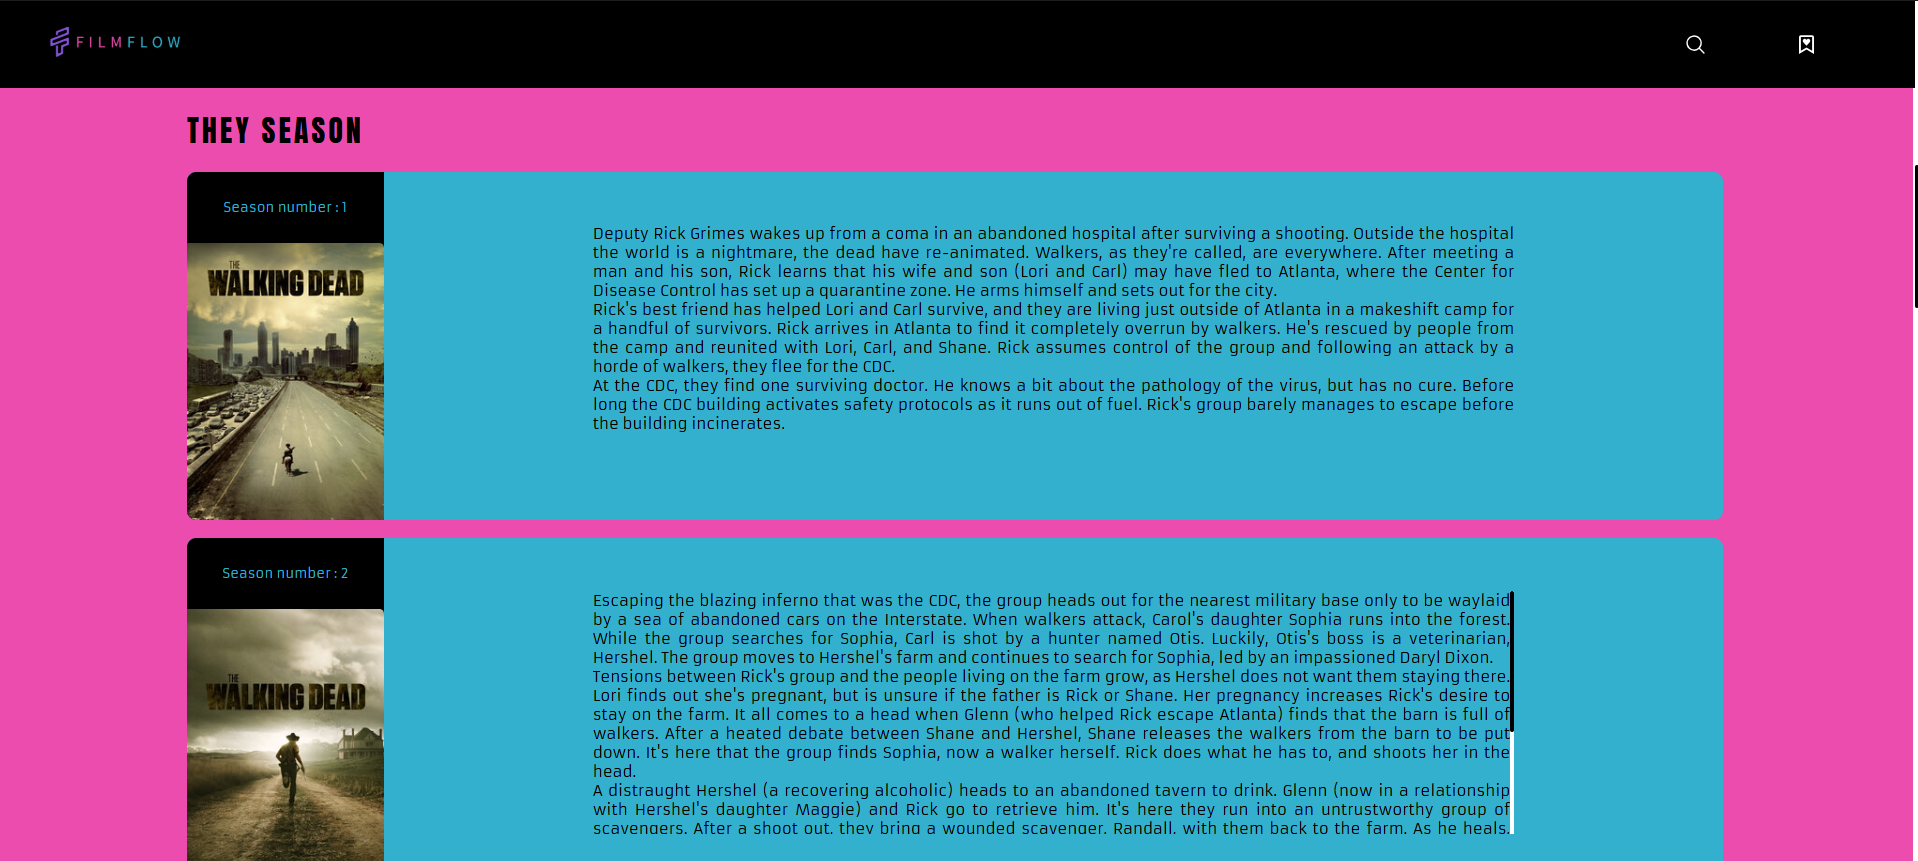 FILMFLOW
THEY SEASON
Season number : 1
THE
WALKING DEAD
Deputy Rick Grimes wakes up from a coma in an abandoned hospital after surviving a shooting. Outside the hospital
the world is a nightmare, the dead have re-animated. Walkers, as they're called, are everywhere. After meeting a
man and his son, Rick learns that his wife and son (Lori and Carl) may have fled to Atlanta, where the Center for
Disease Control has set up a quarantine zone. He arms himself and sets out for the city.
Rick's best friend has helped Lori and Carl survive, and they are living just outside of Atlanta in a makeshift camp for
a handful of survivors. Rick arrives in Atlanta to find it completely overrun by walkers. He's rescued by people from
the camp and reunited with Lori, Carl, and Shane. Rick assumes control of the group and following an attack by a
horde of walkers, they flee for the CDC.
At the CDC, they find one surviving doctor. He knows a bit about the pathology of the virus, but has no cure. Before
long the CDC building activates safety protocols as it runs out of fuel. Rick's group barely manages to escape before
the building incinerates.
Season number : 2
THE
WALKING DEAD
Escaping the blazing inferno that was the CDC, the group heads out for the nearest military base only to be waylaid
by a sea of abandoned cars on the Interstate. When walkers attack, Carol's daughter Sophia runs into the forest.
While the group searches for Sophia, Carl is shot by a hunter named Otis. Luckily, Otis's boss is a veterinarian,
Hershel. The group moves to Hershel's farm and continues to search for Sophia, led by an impassioned Daryl Dixon.
Tensions between Rick's group and the people living on the farm grow, as Hershel does not want them staying there.
Lori finds out she's pregnant, but is unsure if the father is Rick or Shane. Her pregnancy increases Rick's desire to
stay on the farm. It all comes to a head when Glenn (who helped Rick escape Atlanta) finds that the barn is full of
walkers. After a heated debate between Shane and Hershel, Shane releases the walkers from the barn to be put
down. It's here that the group finds Sophia, now a walker herself. Rick does what he has to, and shoots her in the
head.
A distraught Hershel (a recovering alcoholic) heads to an abandoned tavern to drink. Glenn (now in a relationship
with Hershel's daughter Maggie) and Rick go to retrieve him. It's here they run into an untrustworthy group of
scavengers. After a shoot out, they bring a wounded scavenger, Randall, with them back to the farm. As he heals,